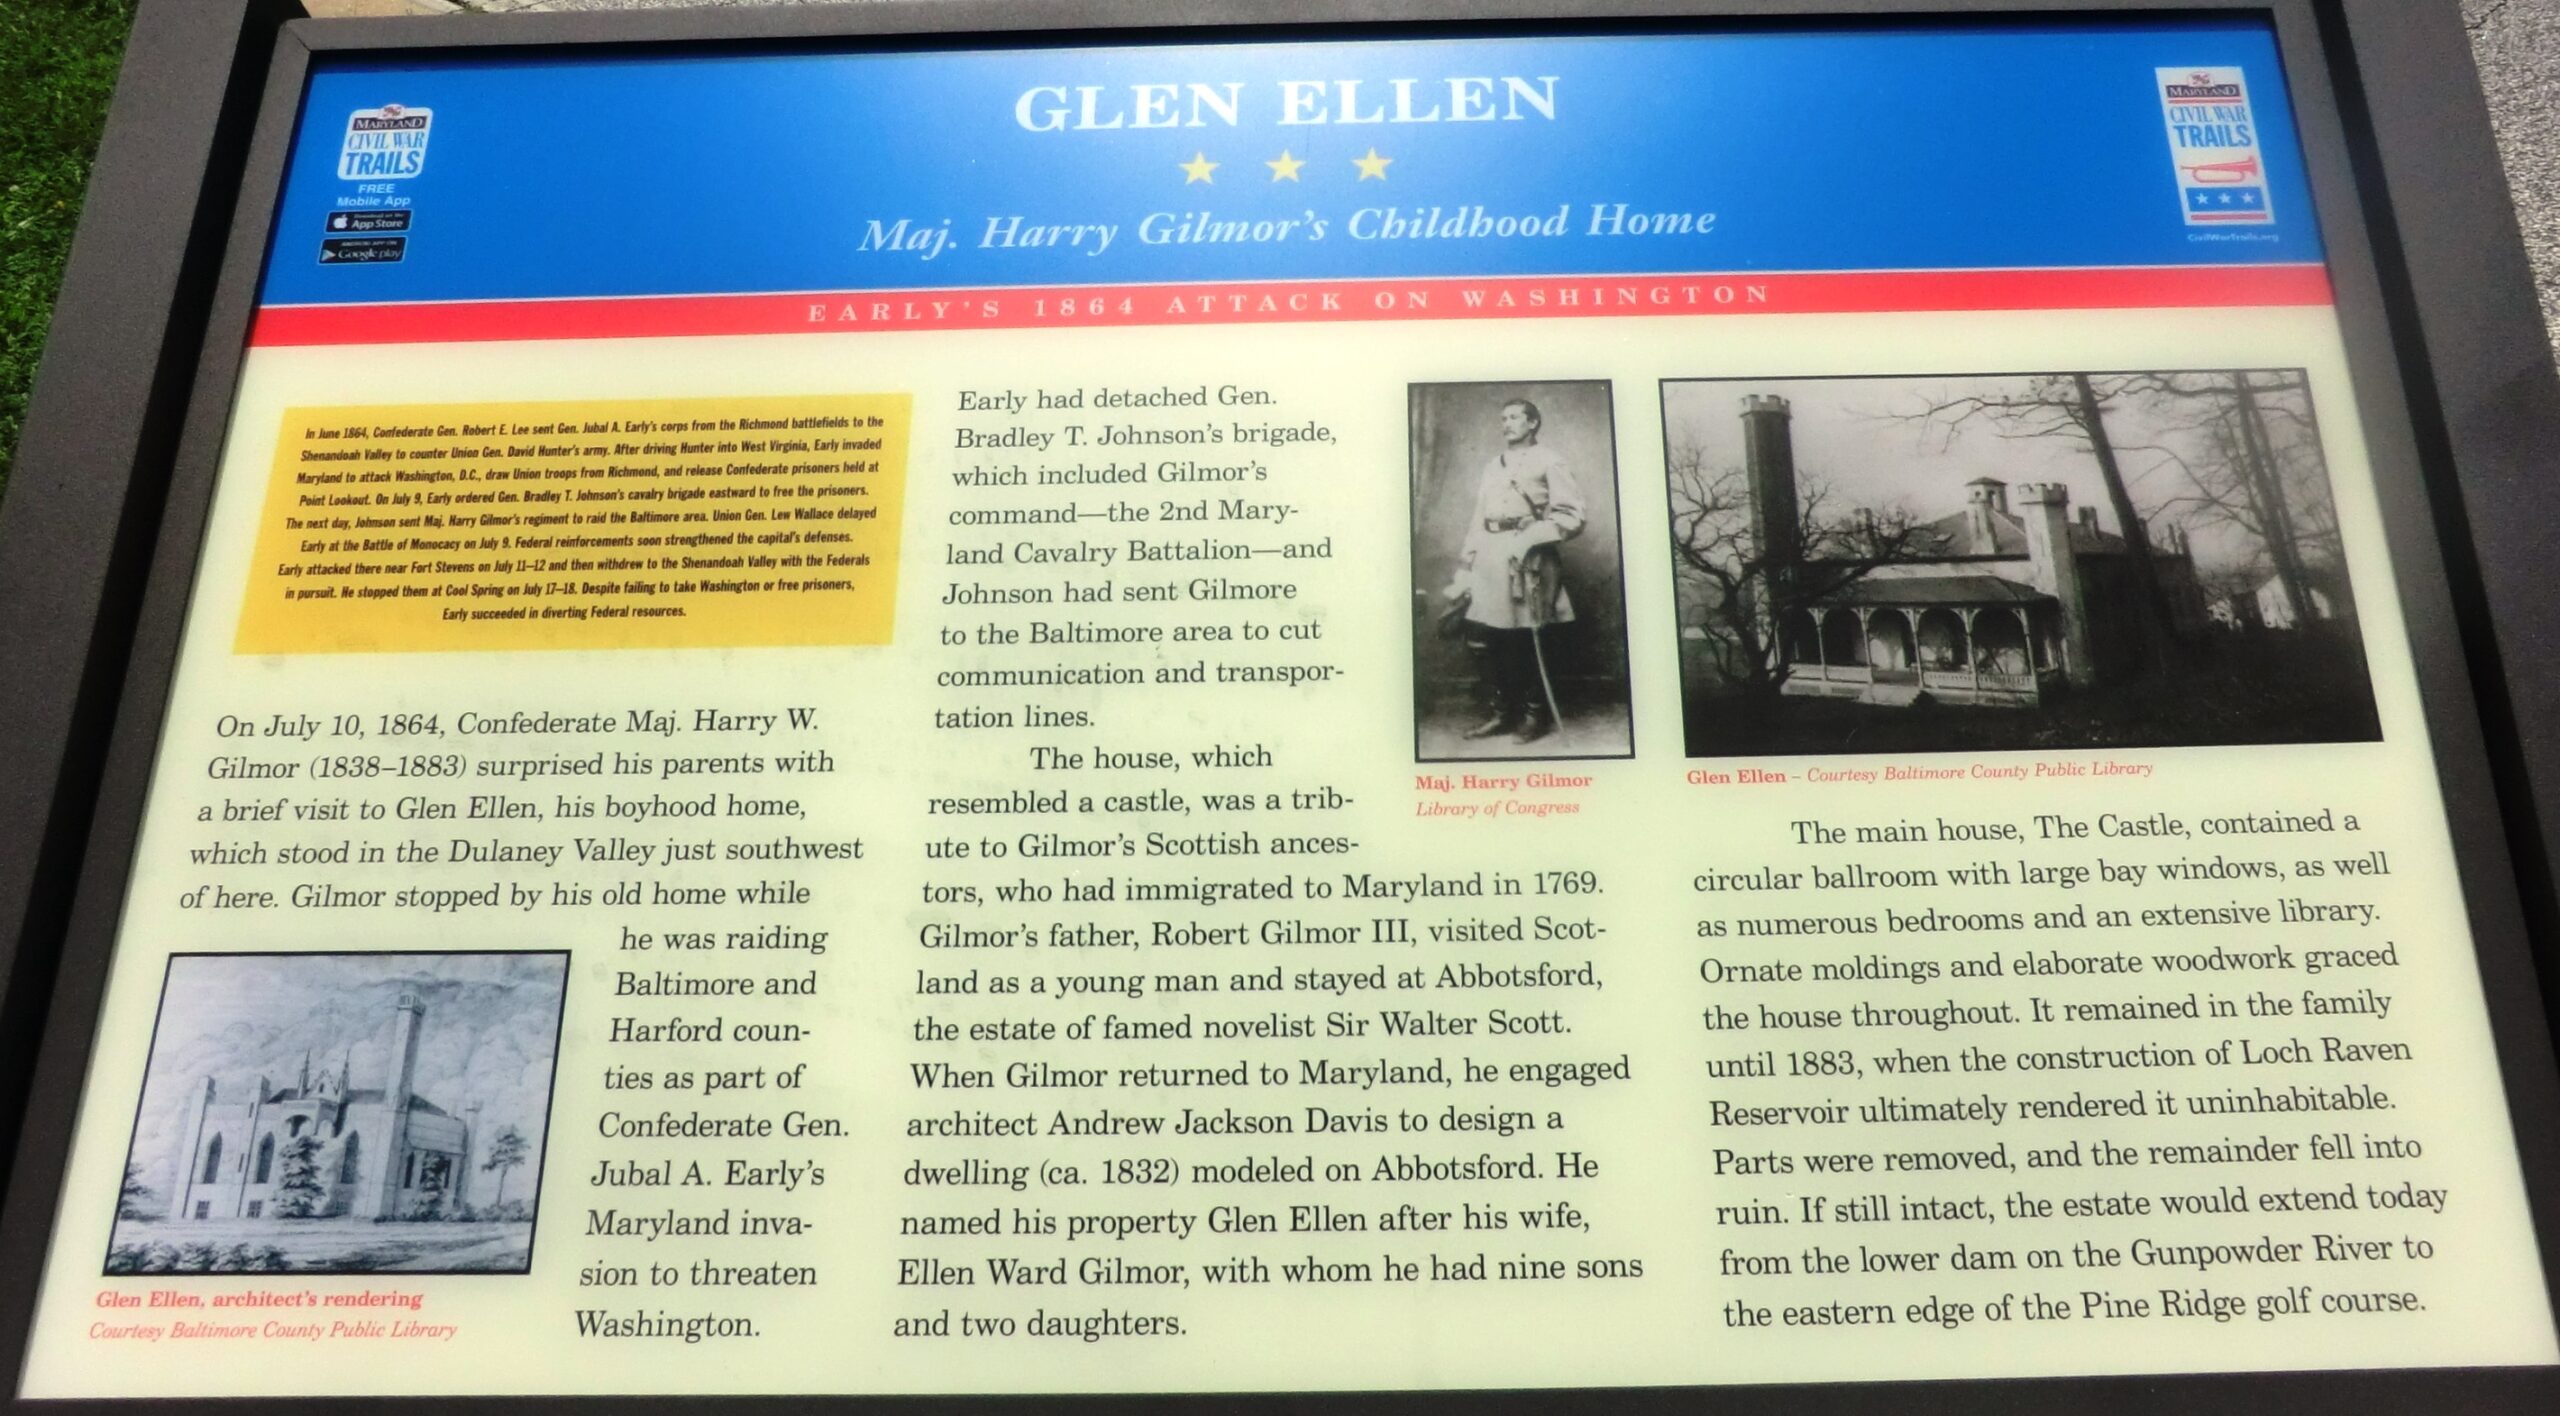 MARYLAND
CIVIL WAR
TRAILS
FREE
Mobile App
Download on the
App Store
ANDROID APP ON
Google play
GLEN ELLEN
Maj. Harry Gilmor's Childhood Home
MARYLAND
CIVIL WAR
TRAILS
CivilWarTrails.org
EARLY'S 1864 ATTACK ON WASHINGTON
In June 1864, Confederate Gen. Robert E. Lee sent Gen. Jubal A. Early's corps from the Richmond battlefields to the
Shenandoah Valley to counter Union Gen. David Hunter's army. After driving Hunter into West Virginia, Early invaded
Maryland to attack Washington, D.C., draw Union troops from Richmond, and release Confederate prisoners held at
Point Lookout. On July 9, Early ordered Gen. Bradley T. Johnson's cavalry brigade eastward to free the prisoners.
The next day, Johnson sent Maj. Harry Gilmor's regiment to raid the Baltimore area. Union Gen. Lew Wallace delayed
Early at the Battle of Monocacy on July 9. Federal reinforcements soon strengthened the capital's defenses.
Early attacked there near Fort Stevens on July 11–12 and then withdrew to the Shenandoah Valley with the Federals
in pursuit. He stopped them at Cool Spring on July 17–18. Despite failing to take Washington or free prisoners,
Early succeeded in diverting Federal resources.
On July 10, 1864, Confederate Maj. Harry W.
Gilmor (1838–1883) surprised his parents with
a brief visit to Glen Ellen, his boyhood home,
which stood in the Dulaney Valley just southwest
of here. Gilmor stopped by his old home while
he was raiding
Baltimore and
Harford coun-
ties as part of
Confederate Gen.
Jubal A. Early's
Maryland inva-
sion to threaten
Washington.
Glen Ellen, architect's rendering
Courtesy Baltimore County Public Library
Early had detached Gen.
Bradley T. Johnson's brigade,
which included Gilmor's
command—the 2nd Mary-
land Cavalry Battalion—and
Johnson had sent Gilmore
to the Baltimore area to cut
communication and transpor-
tation lines.
The house, which
resembled a castle, was a trib-
ute to Gilmor's Scottish ances-
tors, who had immigrated to Maryland in 1769.
Gilmor's father, Robert Gilmor III, visited Scot-
land as a young man and stayed at Abbotsford,
the estate of famed novelist Sir Walter Scott.
When Gilmor returned to Maryland, he engaged
architect Andrew Jackson Davis to design a
dwelling (ca. 1832) modeled on Abbotsford. He
named his property Glen Ellen after his wife,
Ellen Ward Gilmor, with whom he had nine sons
and two daughters.
Maj. Harry Gilmor
Library of Congress
Glen Ellen – Courtesy Baltimore County Public Library
The main house, The Castle, contained a
circular ballroom with large bay windows, as well
as numerous bedrooms and an extensive library.
Ornate moldings and elaborate woodwork graced
the house throughout. It remained in the family
until 1883, when the construction of Loch Raven
Reservoir ultimately rendered it uninhabitable.
Parts were removed, and the remainder fell into
ruin. If still intact, the estate would extend today
from the lower dam on the Gunpowder River to
the eastern edge of the Pine Ridge golf course.